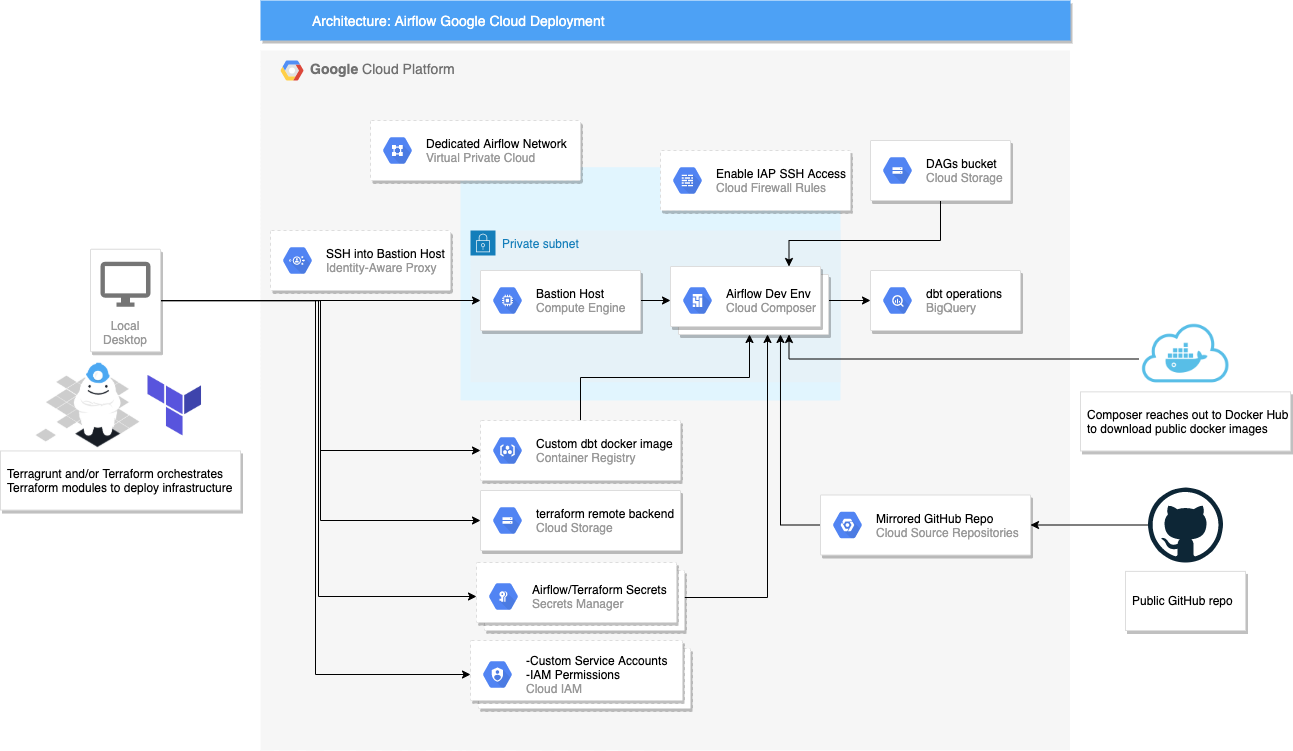 Architecture: Airflow Google Cloud Deployment
Google Cloud Platform
Dedicated Airflow Network
Virtual Private Cloud
Enable IAP SSH Access
Cloud Firewall Rules
DAGs bucket
Cloud Storage
SSH into Bastion Host
Identity-Aware Proxy
Private subnet
Local
Desktop
Bastion Host
Compute Engine
Airflow Dev Env
Cloud Composer
dbt operations
BigQuery
Terragrunt and/or Terraform orchestrates
Terraform modules to deploy infrastructure
Composer reaches out to Docker Hub
to download public docker images
Custom dbt docker image
Container Registry
terraform remote backend
Cloud Storage
Mirrored GitHub Repo
Cloud Source Repositories
Airflow/Terraform Secrets
Secrets Manager
Public GitHub repo
-Custom Service Accounts
-IAM Permissions
Cloud IAM